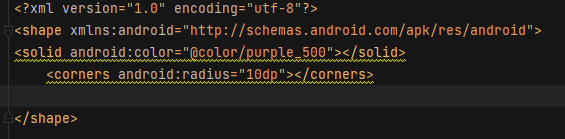 <?xml version="1.0" encoding="utf-8"?>
<shape xmlns:android="http://schemas.android.com/apk/res/android">
<solid android:color="@color/purple_500"></solid>
<corners android:radius="10dp"></corners>
</shape>